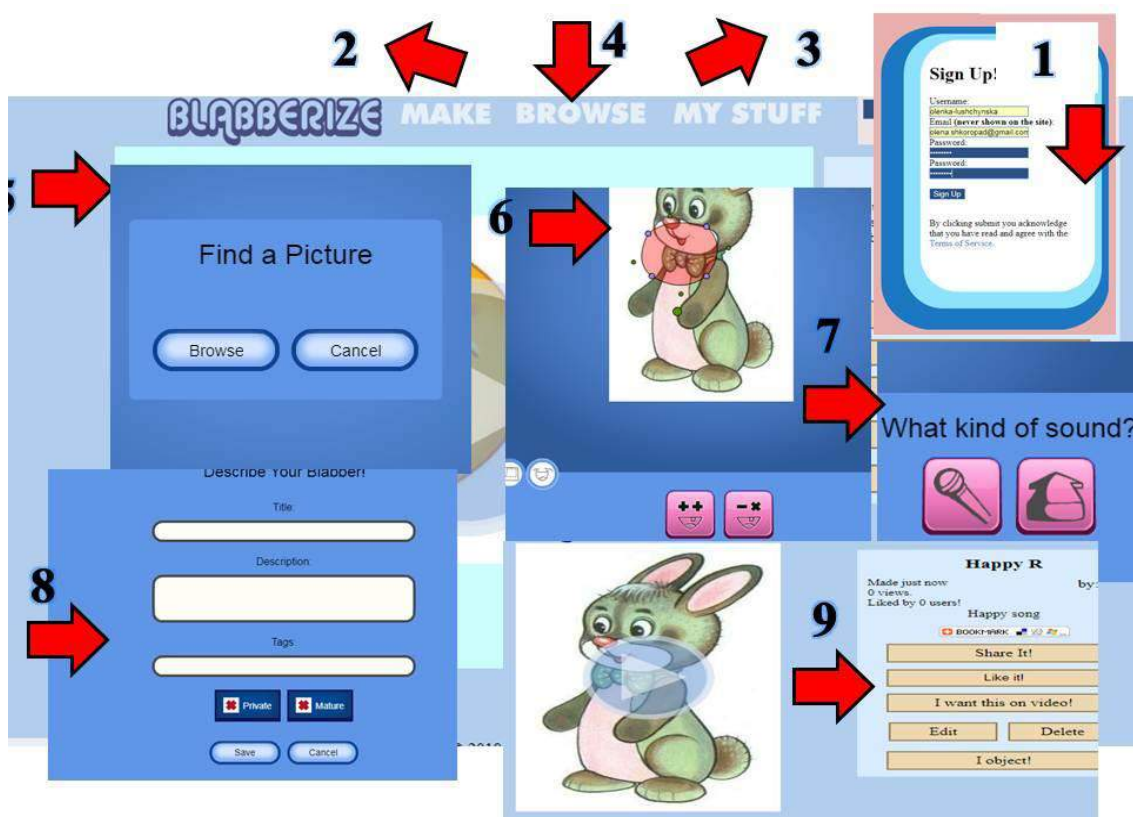 2
4
3
1
BLABBERIZE MAKE BROWSE MY STUFF
Sign Up!
Username:
olenka-lushchynska
Email (never shown on the site):
olena.shkoropad@gmail.com
Password:
Password:
Sign Up
By clicking submit you acknowledge
that you have read and agree with the
Terms of Service.
5
Find a Picture
Browse Cancel
6
7
What kind of sound?
Describe Your Blabber!
Title:
Description:
Tags:
8
Private Mature
Save Cancel
9
Happy R
Made just now by:
0 views.
Liked by 0 users!
Happy song
BOOKMARK
Share It!
Like it!
I want this on video!
Edit Delete
I object!